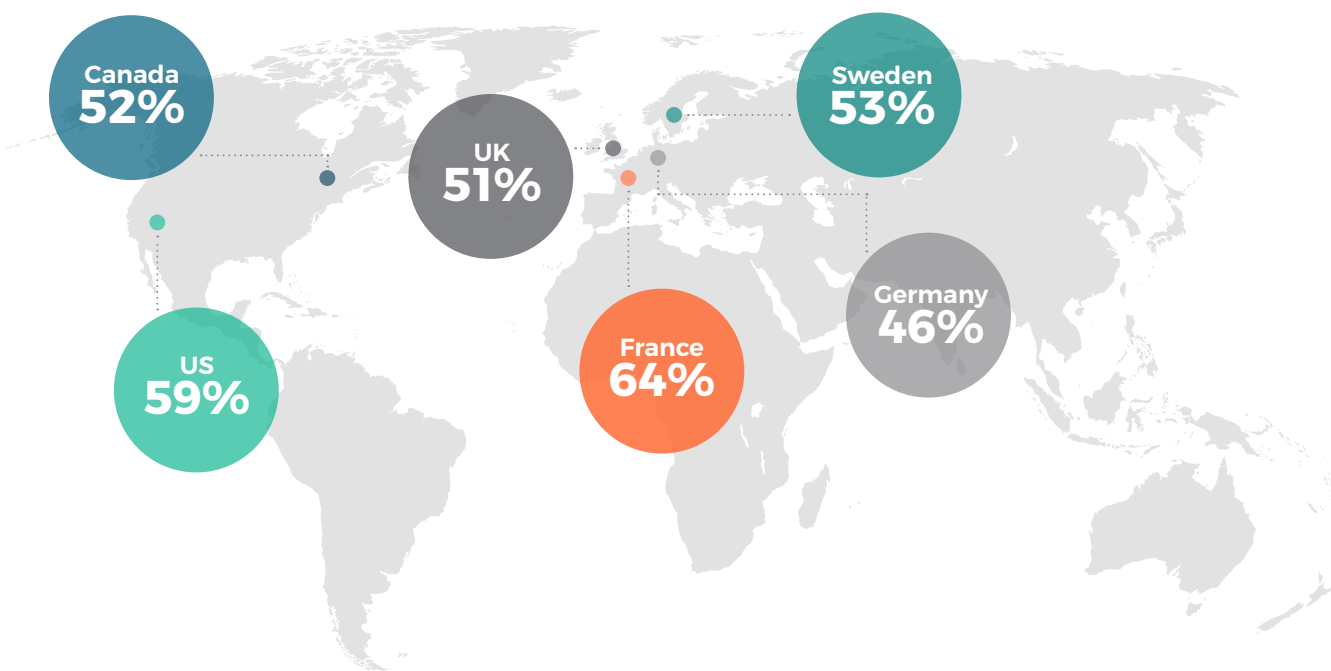 Canada
52%
UK
51%
Sweden
53%
US
59%
France
64%
Germany
46%